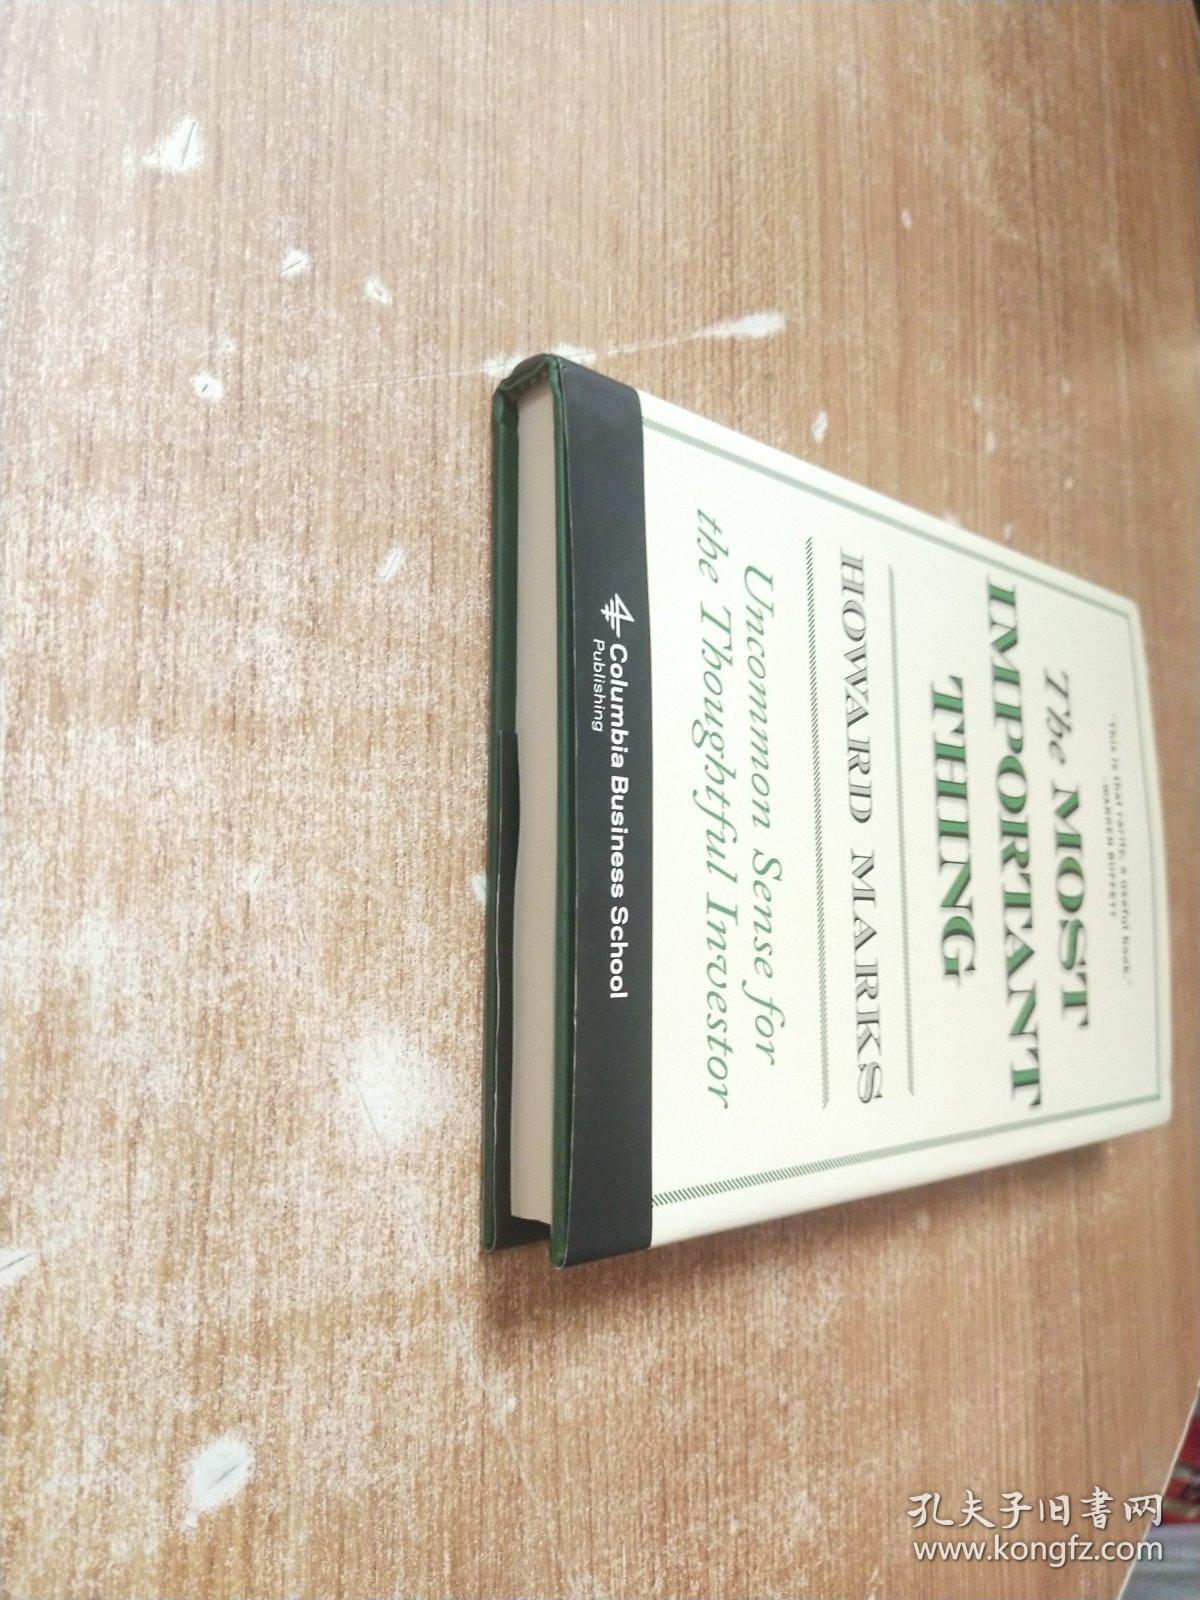 "This is that rarity, a useful book."
—WARREN BUFFETT
The MOST
IMPORTANT
THING
HOWARD MARKS
Uncommon Sense for
the Thoughtful Investor
Columbia Business School
Publishing
孔夫子旧書网
www.kongfz.com